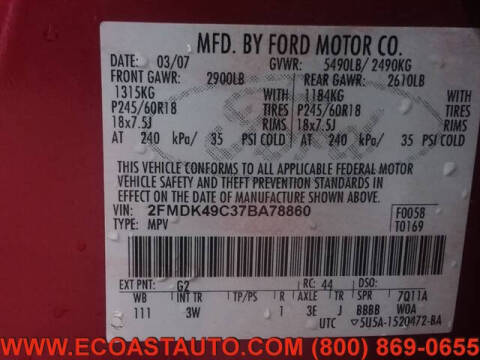 MFD. BY FORD MOTOR CO.
DATE: 03/07 GVWR: 5490LB/ 2490KG
FRONT GAWR: 2900LB REAR GAWR: 2610LB
1315KG WITH 1184KG WITH
P245/60R18 TIRES P245/60R18 TIRES
18x7.5J RIMS 18x7.5J RIMS
AT 240 kPa/ 35 PSI COLD AT 240 kPa/ 35 PSI COLD
THIS VEHICLE CONFORMS TO ALL APPLICABLE FEDERAL MOTOR
VEHICLE SAFETY AND THEFT PREVENTION STANDARDS IN
EFFECT ON THE DATE OF MANUFACTURE SHOWN ABOVE.
VIN: 2FMDK49C37BA78860 F0058
TYPE: MPV T0169
EXT PNT: G2 RC: 44 DSO:
WB INT TR TP/PS R AXLE TR SPR 7Q11A
111 3W 1 3E J BBBB W0A
UTC 5U5A-1520472-BA
WWW.ECOASTAUTO.COM - (800) 869-0655